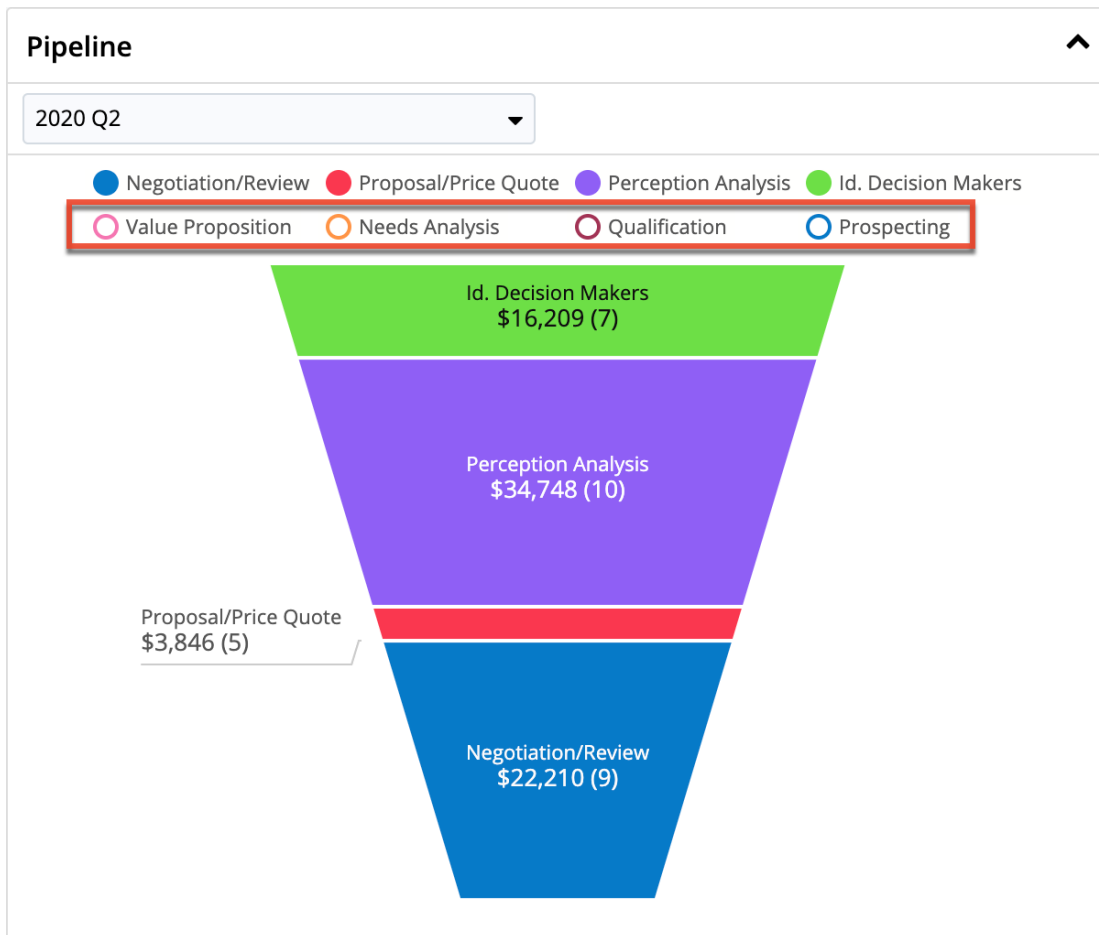 Pipeline
2020 Q2
Negotiation/Review Proposal/Price Quote Perception Analysis Id. Decision Makers
Value Proposition Needs Analysis Qualification Prospecting
Id. Decision Makers
$16,209 (7)
Perception Analysis
$34,748 (10)
Proposal/Price Quote
$3,846 (5)
Negotiation/Review
$22,210 (9)